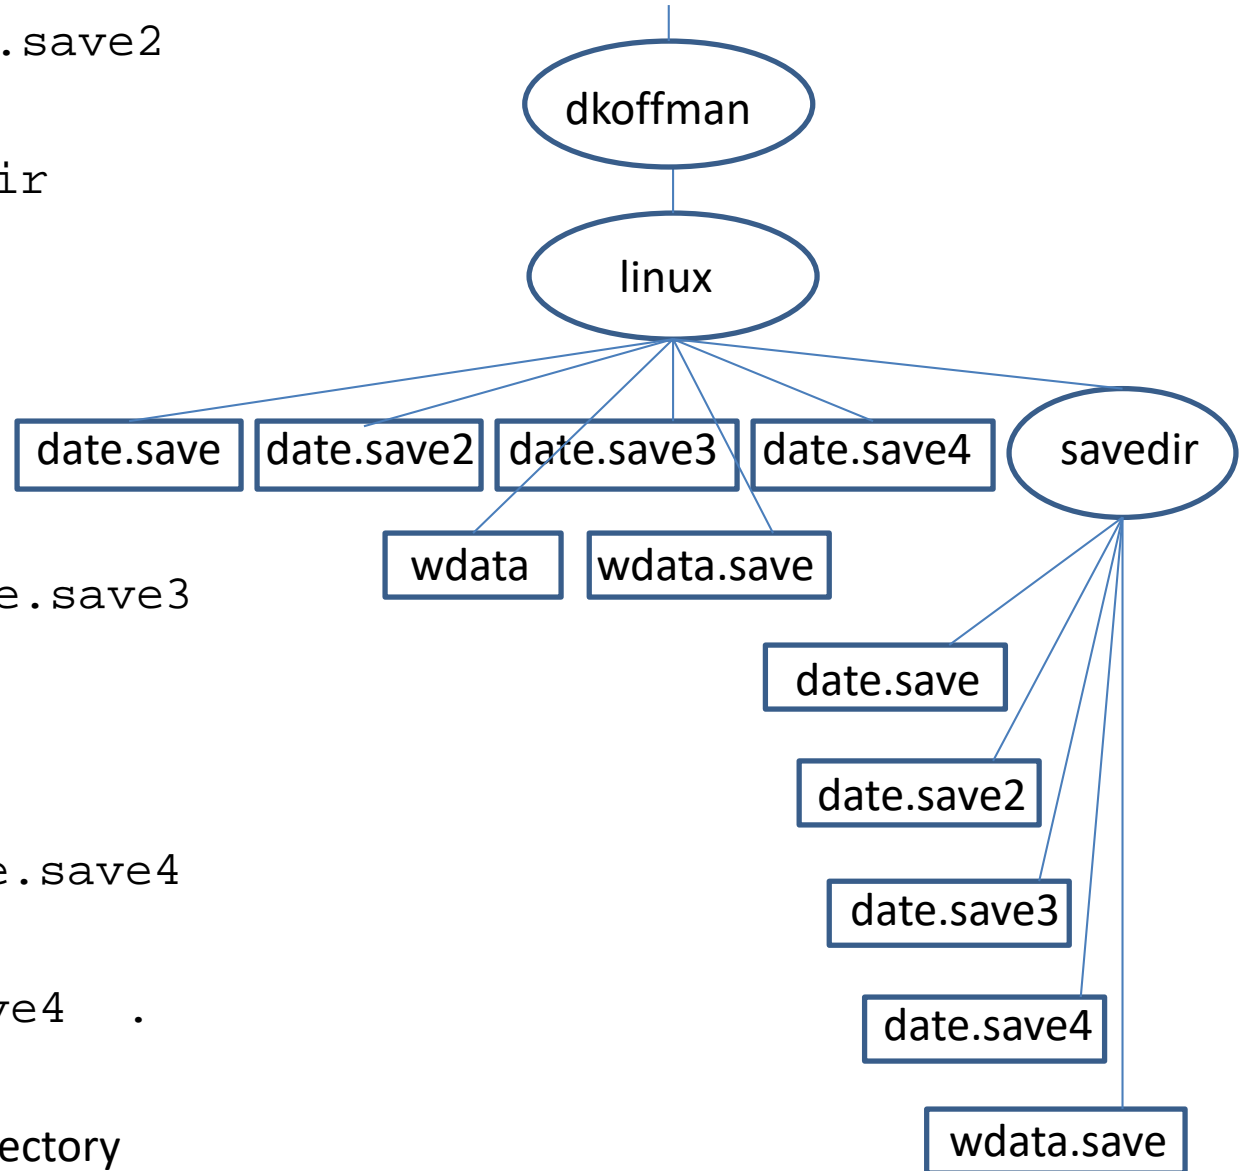 .save2
dkoffman
ir
linux
date.save date.save2 date.save3 date.save4 savedir
wdata wdata.save
e.save3
date.save
date.save2
e.save4
date.save3
ve4 .
date.save4
ectory
wdata.save